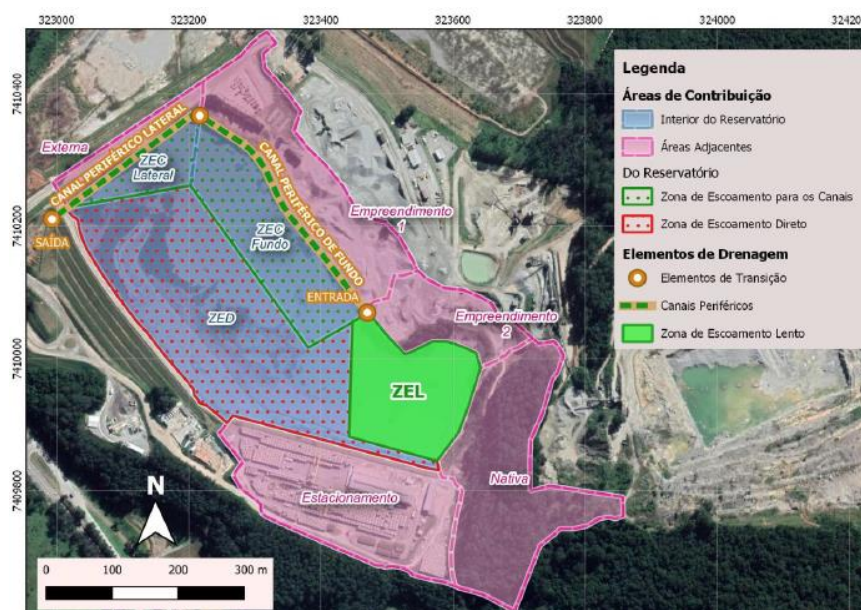 323000 323200 323400 323600 323800 324000 324200
7410400
7410200
7410000
7409800
Externa
CANAL PERIFÉRICO LATERAL
ZEC
Lateral
SAÍDA
ZEC
Fundo
CANAL PERIFÉRICO DE FUNDO
Empreendimento
1
ENTRADA
Empreendimento
2
ZED
ZEL
Estacionamento
Nativa
N
0 100 200 300 m
Legenda
Áreas de Contribuição
Interior do Reservatório
Áreas Adjacentes
Do Reservatório
Zona de Escoamento para os Canais
Zona de Escoamento Direto
Elementos de Drenagem
Elementos de Transição
Canais Periféricos
Zona de Escoamento Lento